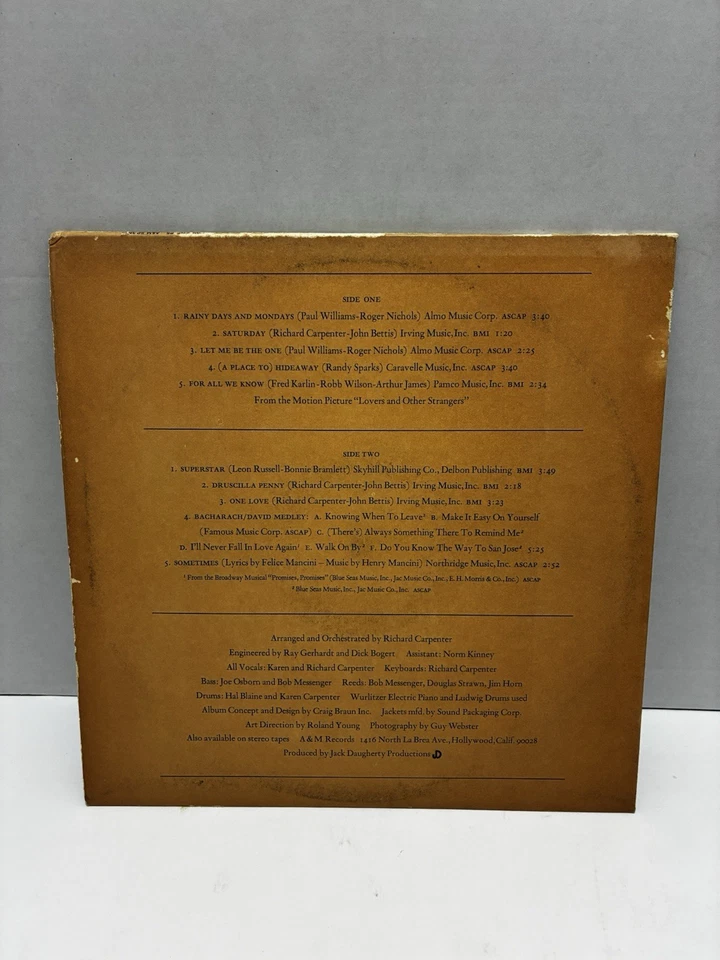 SIDE ONE
1. RAINY DAYS AND MONDAYS (Paul Williams-Roger Nichols) Almo Music Corp. ASCAP 3:40
2. SATURDAY (Richard Carpenter-John Bettis) Irving Music, Inc. BMI 1:20
3. LET ME BE THE ONE (Paul Williams-Roger Nichols) Almo Music Corp. ASCAP 2:25
4. (A PLACE TO) HIDEAWAY (Randy Sparks) Caravelle Music, Inc. ASCAP 3:40
5. FOR ALL WE KNOW (Fred Karlin-Robb Wilson-Arthur James) Pamco Music, Inc. BMI 2:34
From the Motion Picture "Lovers and Other Strangers"
SIDE TWO
1. SUPERSTAR (Leon Russell-Bonnie Bramlett) Skyhill Publishing Co., Delbon Publishing BMI 3:49
2. DRUSCILLA PENNY (Richard Carpenter-John Bettis) Irving Music, Inc. BMI 2:18
3. ONE LOVE (Richard Carpenter-John Bettis) Irving Music, Inc. BMI 3:23
4. BACHARACH/DAVID MEDLEY: A. Knowing When To Leave¹ B. Make It Easy On Yourself
(Famous Music Corp. ASCAP) C. (There's) Always Something There To Remind Me²
D. I'll Never Fall In Love Again¹ E. Walk On By² F. Do You Know The Way To San Jose² 5:25
5. SOMETIMES (Lyrics by Felice Mancini – Music by Henry Mancini) Northridge Music, Inc. ASCAP 2:52
¹ From the Broadway Musical "Promises, Promises" (Blue Seas Music, Inc., Jac Music Co., Inc., E. H. Morris & Co., Inc.) ASCAP
² Blue Seas Music, Inc., Jac Music Co., Inc. ASCAP
Arranged and Orchestrated by Richard Carpenter
Engineered by Ray Gerhardt and Dick Bogert Assistant: Norm Kinney
All Vocals: Karen and Richard Carpenter Keyboards: Richard Carpenter
Bass: Joe Osborn and Bob Messenger Reeds: Bob Messenger, Douglas Strawn, Jim Horn
Drums: Hal Blaine and Karen Carpenter Wurlitzer Electric Piano and Ludwig Drums used
Album Concept and Design by Craig Braun Inc. Jackets mfd. by Sound Packaging Corp.
Art Direction by Roland Young Photography by Guy Webster
Also available on stereo tapes A&M Records 1416 North La Brea Ave., Hollywood, Calif. 90028
Produced by Jack Daugherty Productions JD